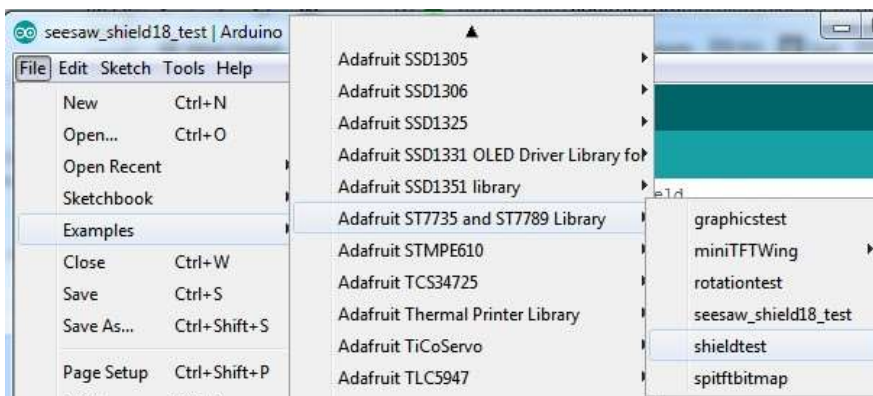 seesaw_shield18_test | Arduino
File Edit Sketch Tools Help
New Ctrl+N
Open... Ctrl+O
Open Recent
Sketchbook
Examples
Close Ctrl+W
Save Ctrl+S
Save As... Ctrl+Shift+S
Page Setup Ctrl+Shift+P
Adafruit SSD1305
Adafruit SSD1306
Adafruit SSD1325
Adafruit SSD1331 OLED Driver Library for
Adafruit SSD1351 library
Adafruit ST7735 and ST7789 Library
Adafruit STMPE610
Adafruit TCS34725
Adafruit Thermal Printer Library
Adafruit TiCoServo
Adafruit TLC5947
eld
graphicstest
miniTFTWing
rotationtest
seesaw_shield18_test
shieldtest
spitftbitmap